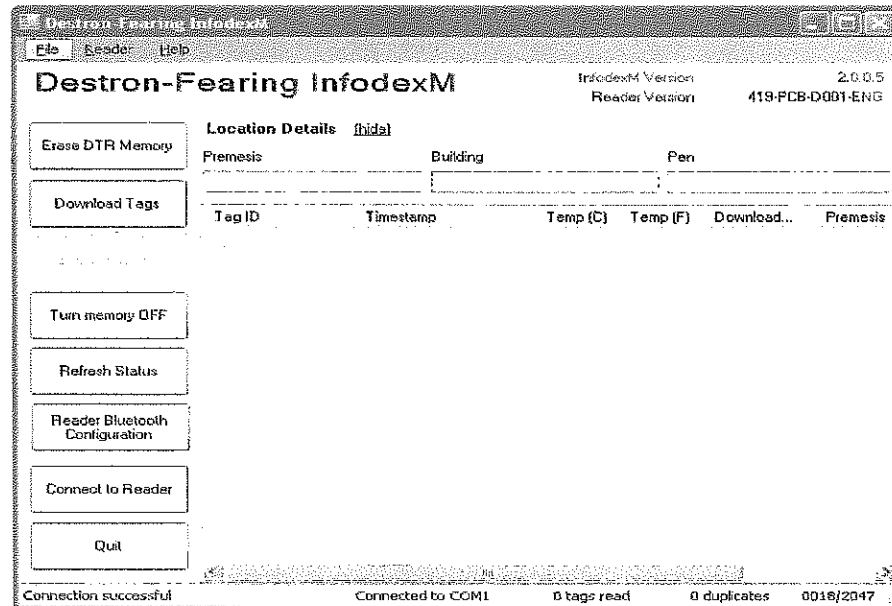 Destron-Fearing InfodexM
File Reader Help
Destron-Fearing InfodexM
InfodexM Version 2.0.0.5
Reader Version 419-PCB-D001-ENG
Erase DTR Memory
Location Details (hide)
Premesis Building Pen
Download Tags
Tag ID Timestamp Temp (C) Temp (F) Download... Premesis
Turn memory OFF
Refresh Status
Reader Bluetooth
Configuration
Connect to Reader
Quit
Connection successful Connected to COM1 0 tags read 0 duplicates 0018/2047